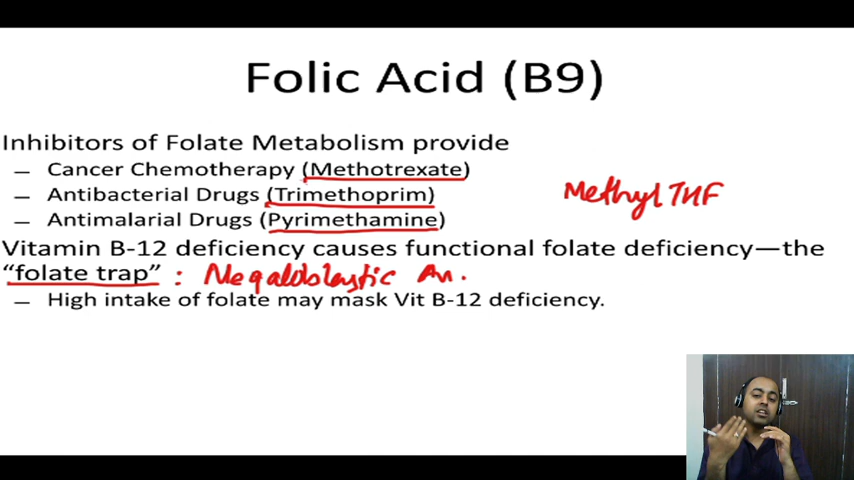 Folic Acid (B9)
Inhibitors of Folate Metabolism provide
— Cancer Chemotherapy (Methotrexate)
— Antibacterial Drugs (Trimethoprim)
— Antimalarial Drugs (Pyrimethamine)
Methyl THF
Vitamin B-12 deficiency causes functional folate deficiency—the
“folate trap” : Megaloblastic An.
— High intake of folate may mask Vit B-12 deficiency.